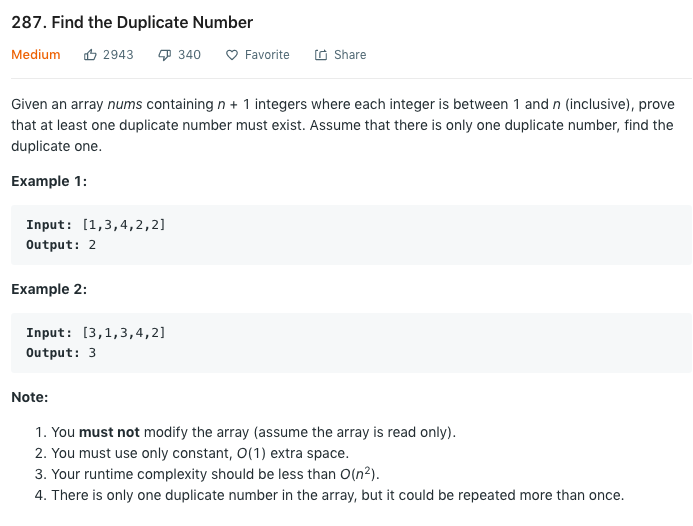 287. Find the Duplicate Number
Medium 2943 340 Favorite Share
Given an array nums containing n + 1 integers where each integer is between 1 and n (inclusive), prove
that at least one duplicate number must exist. Assume that there is only one duplicate number, find the
duplicate one.
Example 1:
Input: [1,3,4,2,2]
Output: 2
Example 2:
Input: [3,1,3,4,2]
Output: 3
Note:
1. You must not modify the array (assume the array is read only).
2. You must use only constant, O(1) extra space.
3. Your runtime complexity should be less than O(n²).
4. There is only one duplicate number in the array, but it could be repeated more than once.